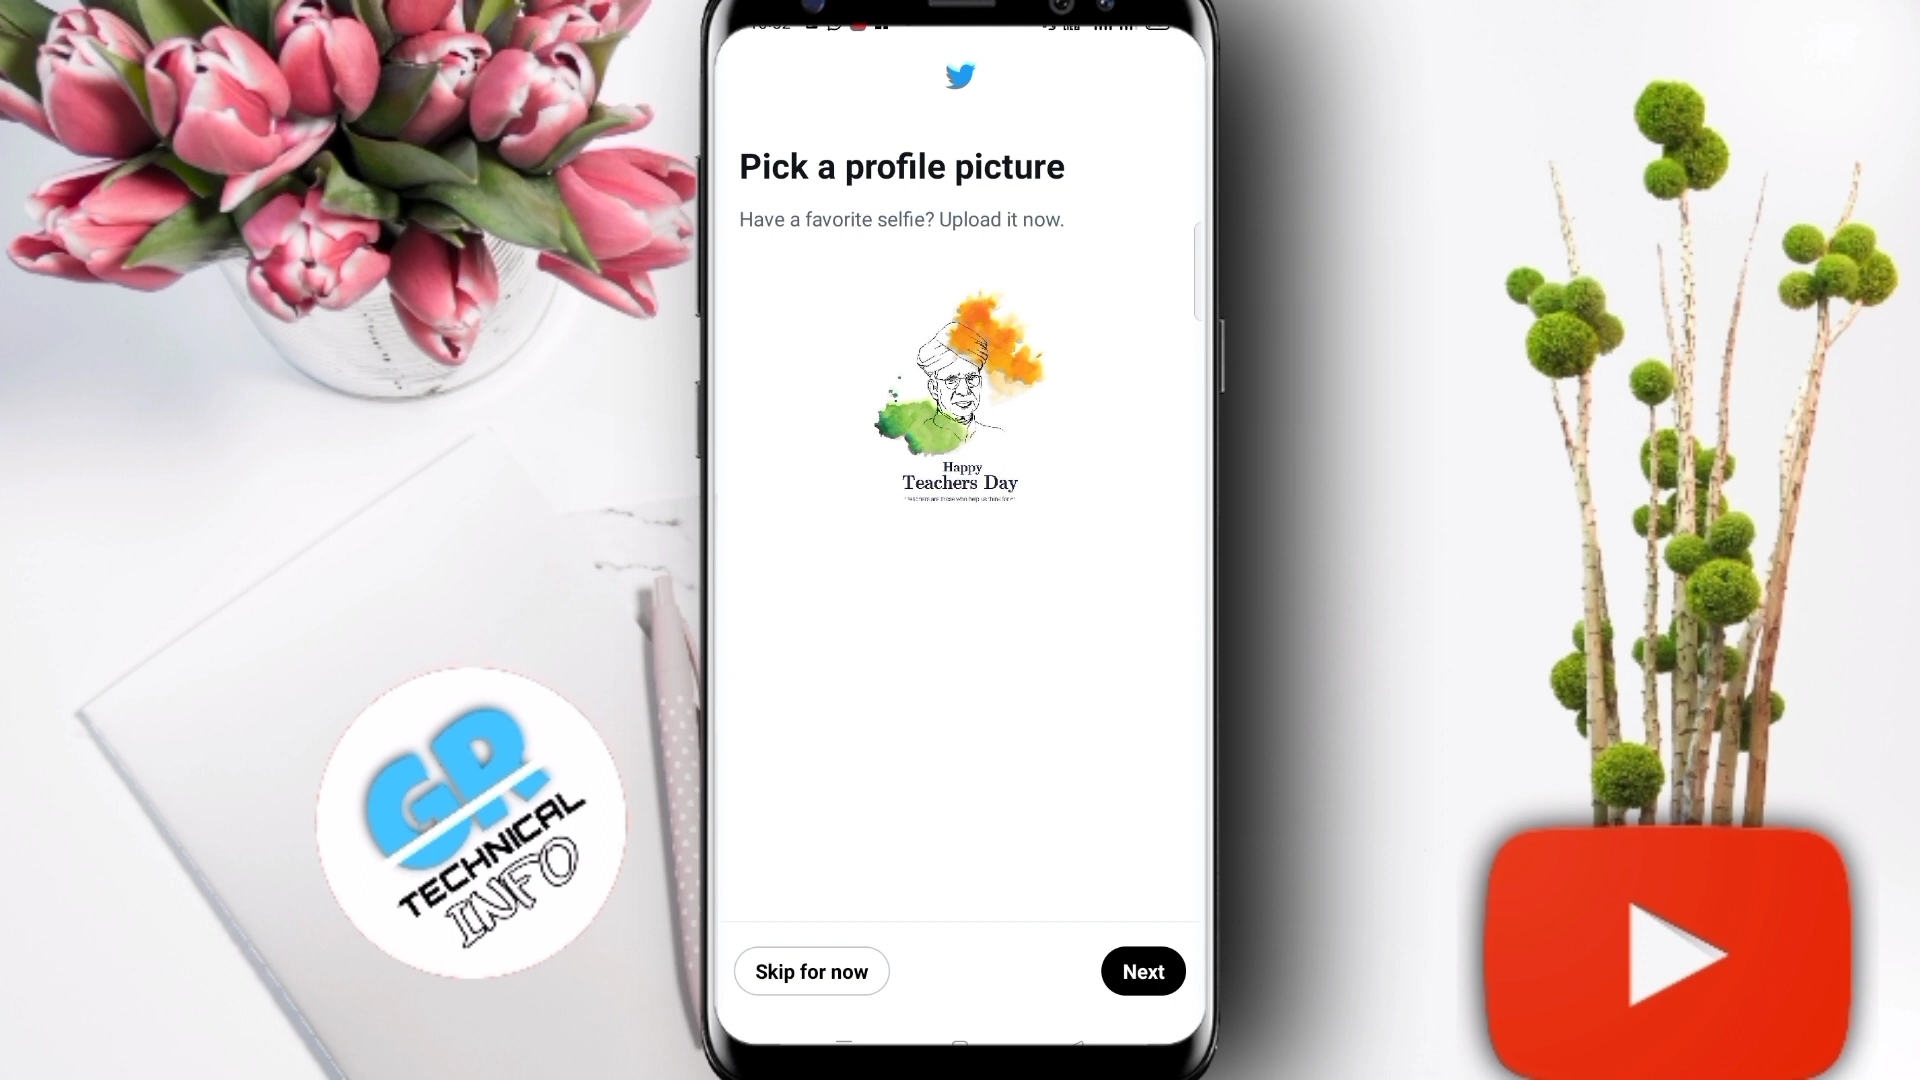 Pick a profile picture
Have a favorite selfie? Upload it now.
Happy
Teachers Day
Skip for now
Next
GR
TECHNICAL
INFO